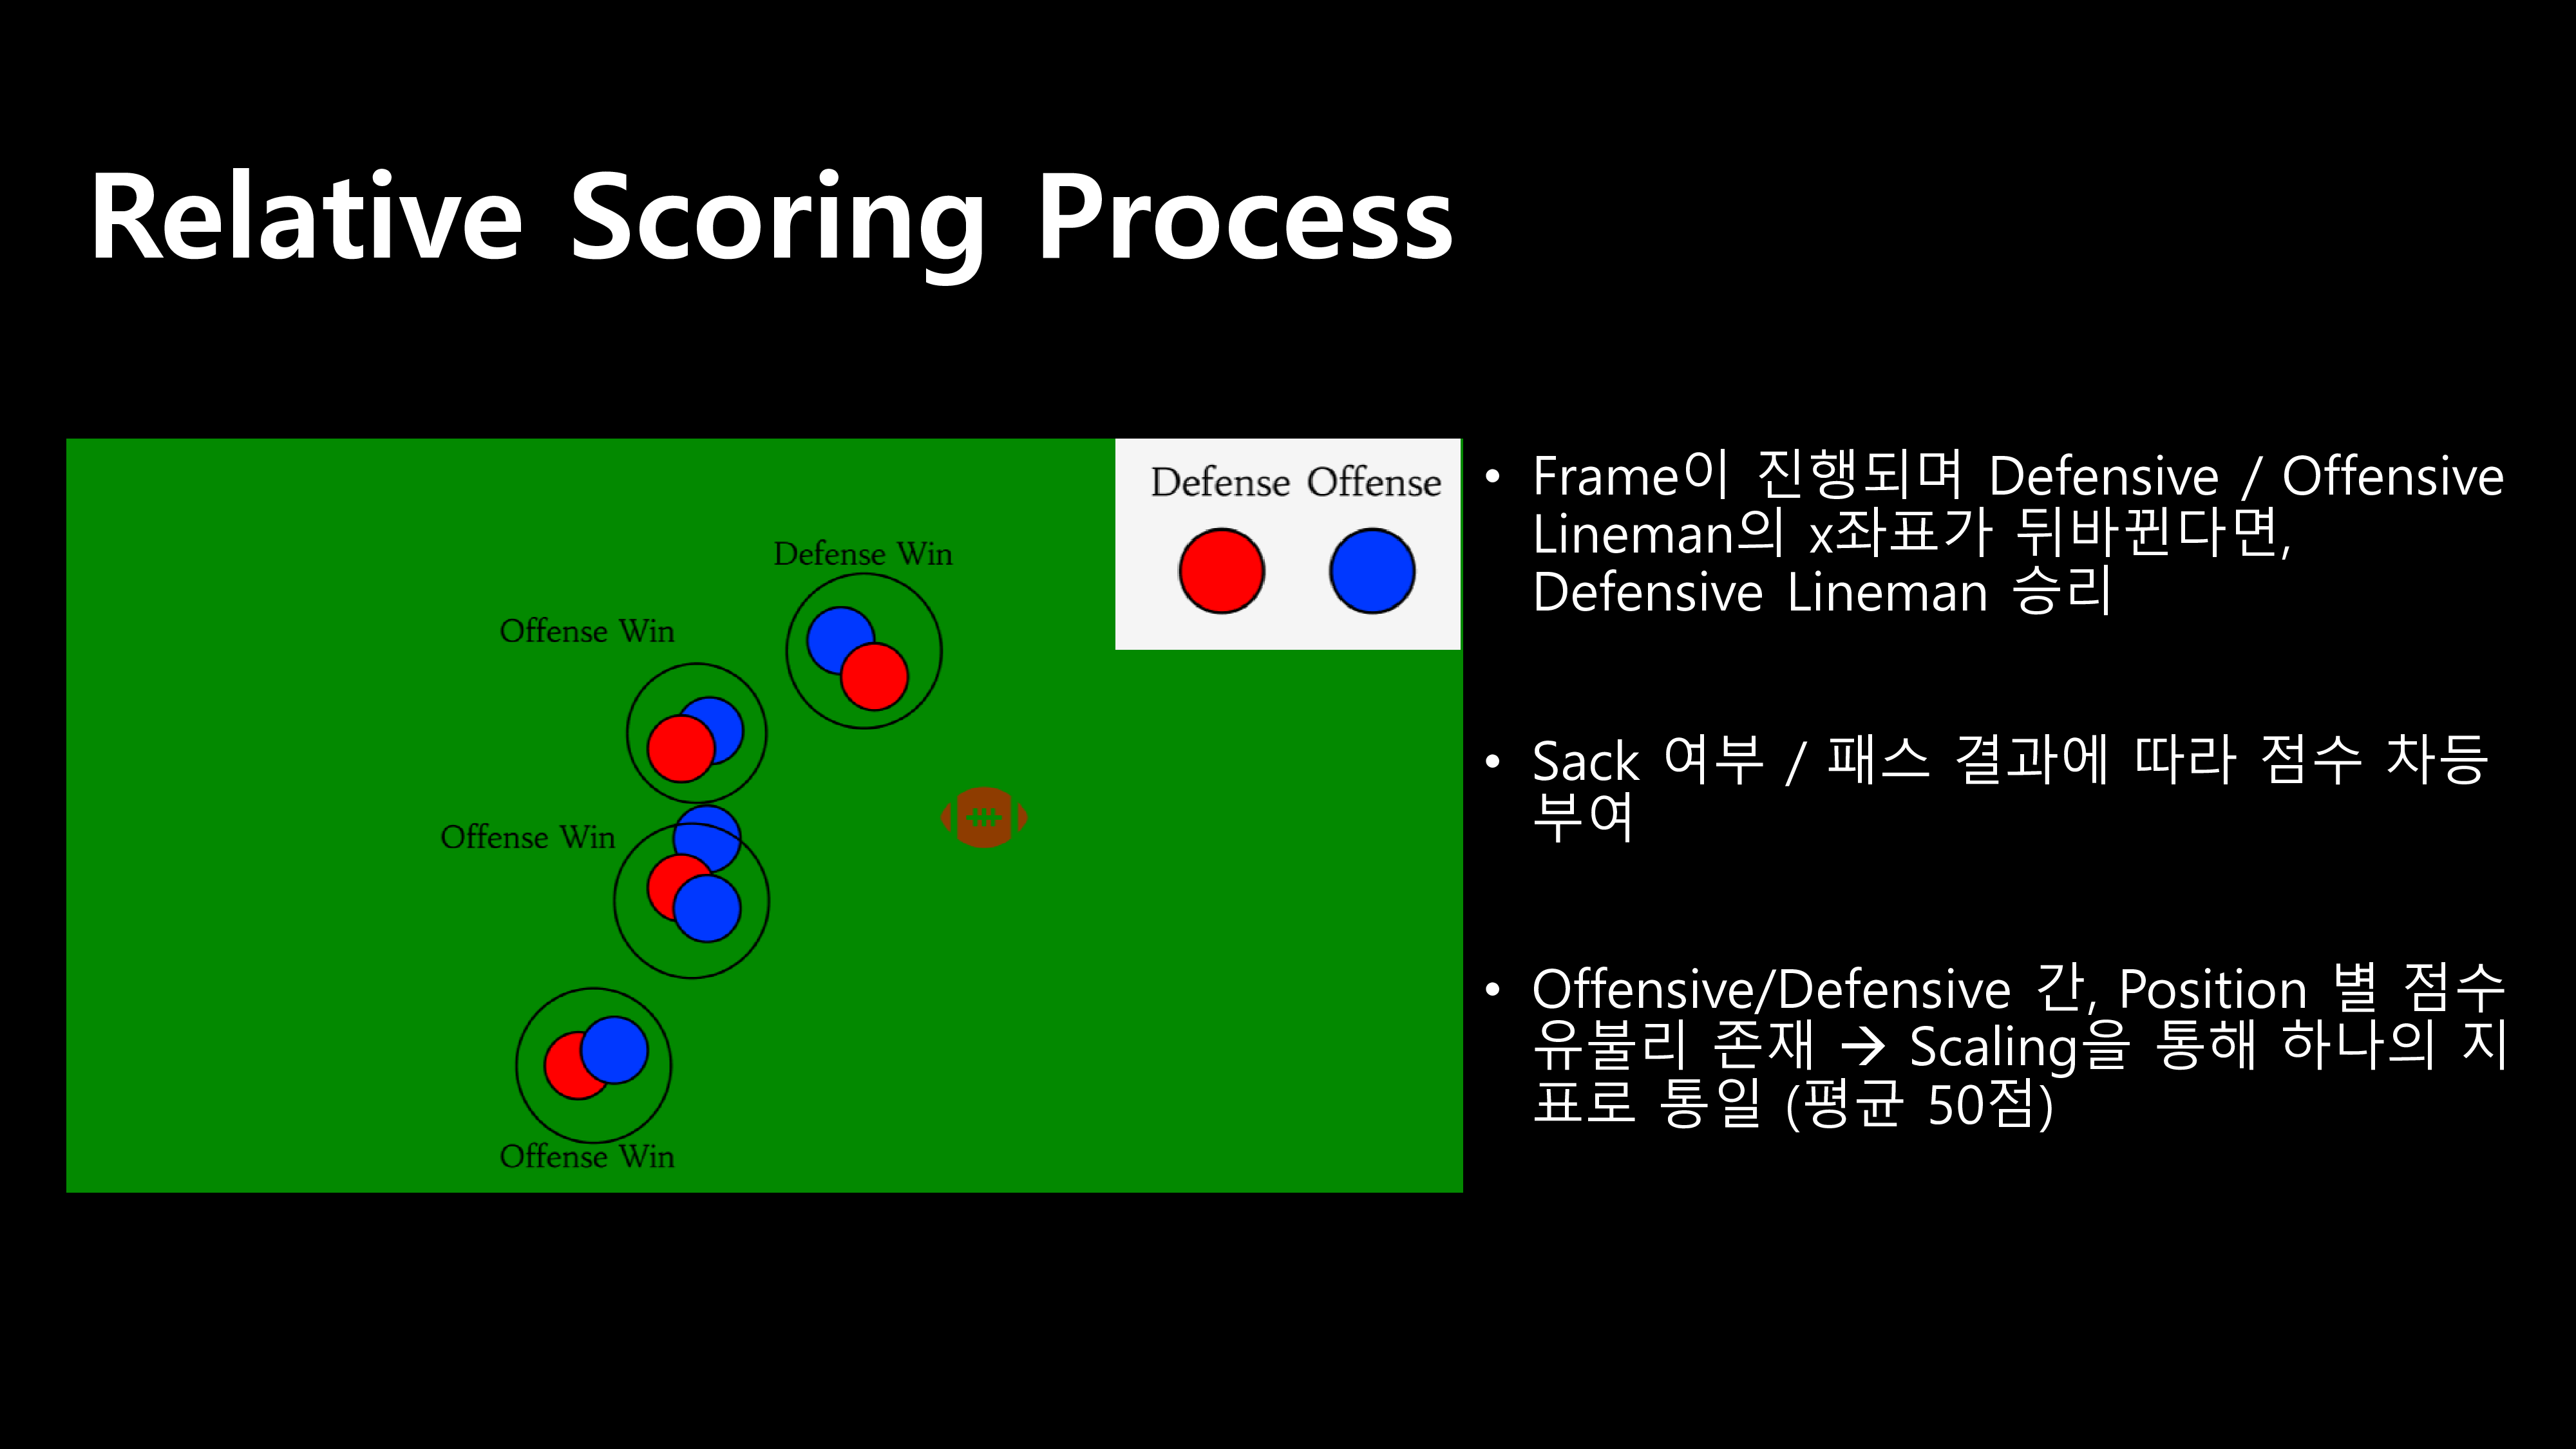 Relative Scoring Process
Defense Offense
Defense Win
Offense Win
Offense Win
Offense Win
• Frame이 진행되며 Defensive / Offensive
Lineman의 x좌표가 뒤바뀐다면,
Defensive Lineman 승리
• Sack 여부 / 패스 결과에 따라 점수 차등
부여
• Offensive/Defensive 간, Position 별 점수
유불리 존재 → Scaling을 통해 하나의 지
표로 통일 (평균 50점)